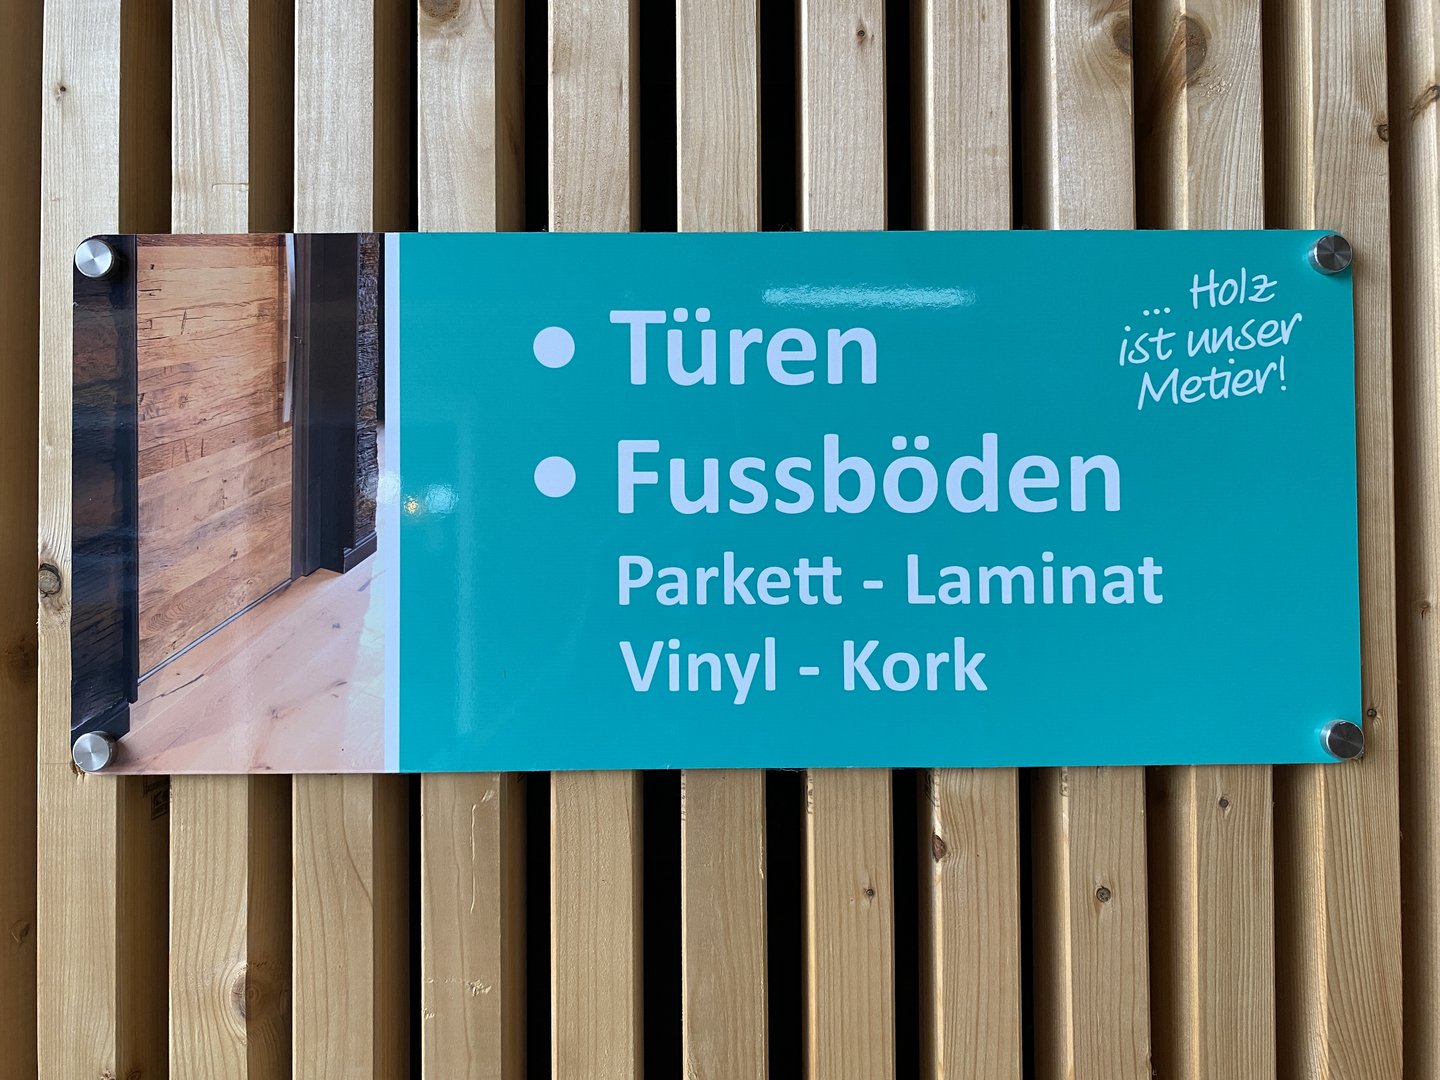 ... Holz
ist unser
Metier!
• Türen
• Fussböden
Parkett - Laminat
Vinyl - Kork